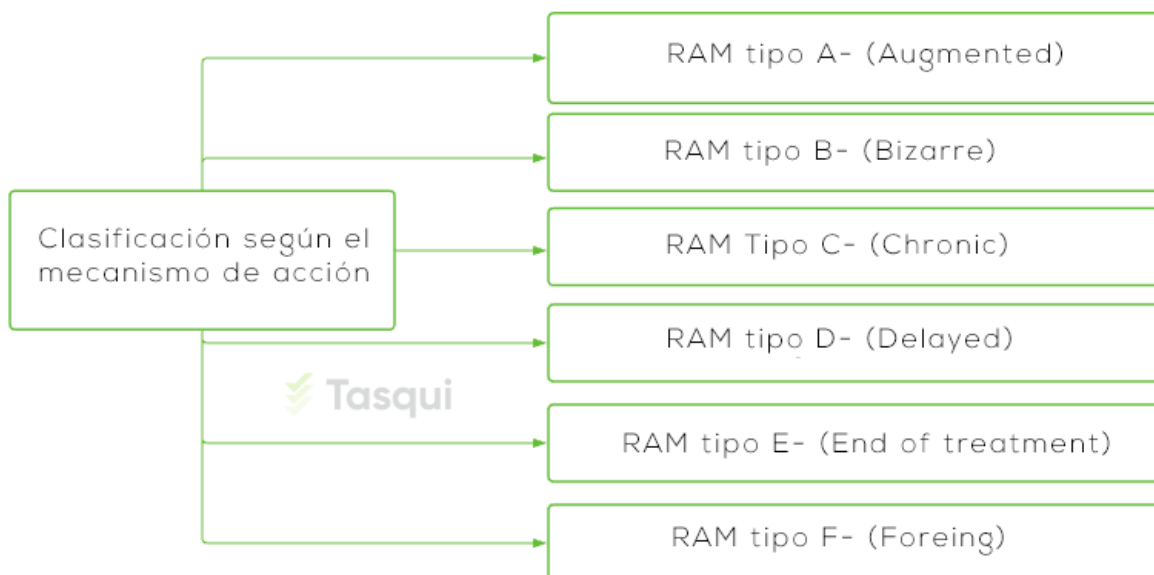 RAM tipo A- (Augmented)
RAM tipo B- (Bizarre)
Clasificación según el
mecanismo de acción
RAM Tipo C- (Chronic)
RAM tipo D- (Delayed)
Tasqui
RAM tipo E- (End of treatment)
RAM tipo F- (Foreing)